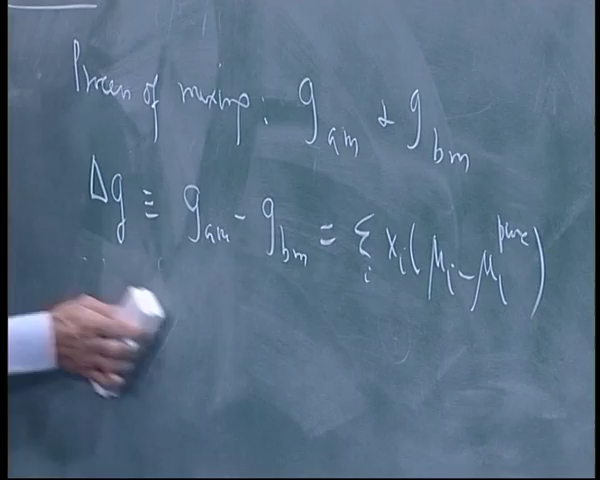 Process of mixing : g_am & g_bm
Δg ≡ g_am - g_bm = Σ_i x_i ( μ_i - μ_i^pure )